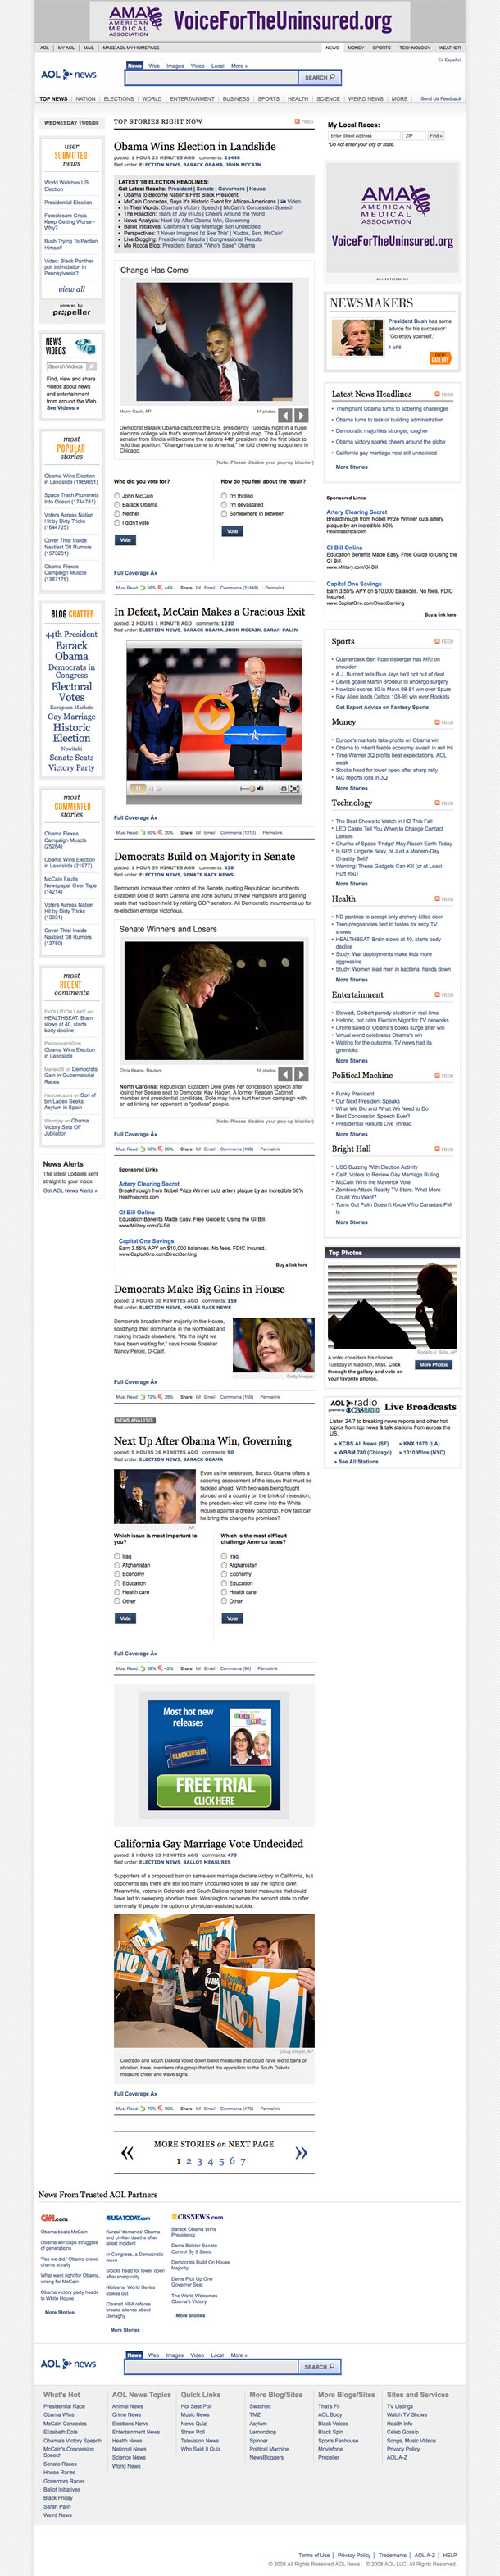 AMA
AMERICAN
MEDICAL
ASSOCIATION
VoiceForTheUninsured.org
AOL | MY AOL | MAIL | MAKE AOL MY HOMEPAGE
NEWS MONEY SPORTS TECHNOLOGY WEATHER
En Español
AOL news
News Web Images Video Local More »
SEARCH
TOP NEWS | NATION | ELECTIONS | WORLD | ENTERTAINMENT | BUSINESS | SPORTS | HEALTH | SCIENCE | WEIRD NEWS | MORE
Send Us Feedback
WEDNESDAY 11/05/08
user
SUBMITTED
news
World Watches US
Election
Presidential Election
Foreclosure Crisis
Keep Getting Worse -
Why?
Bush Trying To Pardon
Himself
Video: Black Panther
poll intimidation in
Pennsylvania?
view all
powered by
propeller
NEWS
VIDEOS
Search Videos
Find, view and share
videos about news
and entertainment
from around the Web.
See Videos »
most
POPULAR
stories
Obama Wins Election
in Landslide (1989851)
Space Trash Plummets
Into Ocean (1744781)
Voters Across Nation
Hit by Dirty Tricks
(1644725)
Cover This! Inside
Nastiest '08 Rumors
(1573201)
Obama Flexes
Campaign Muscle
(1367175)
BLOG CHATTER
44th President
Barack
Obama
Democrats in
Congress
Electoral
Votes
European Markets
Gay Marriage
Historic
Election
Nowitzki
Senate Seats
Victory Party
most
COMMENTED
stories
Obama Flexes
Campaign Muscle
(25284)
Obama Wins Election
in Landslide (21977)
McCain Faults
Newspaper Over Tape
(14214)
Voters Across Nation
Hit by Dirty Tricks
(13031)
Cover This! Inside
Nastiest '08 Rumors
(12780)
most
RECENT
comments
EVOLUTION LAKE on
HEALTHBEAT: Brain
slows at 40, starts
body decline
Obama Wins Election
in Landslide
Democrats
Gain in Gubernatorial
Races
Son of
bin Laden Seeks
Asylum in Spain
Obama
Victory Sets Off
Jubilation
News Alerts
The latest updates sent
straight to your inbox.
Get AOL News Alerts »
TOP STORIES RIGHT NOW
FEED
Obama Wins Election in Landslide
posted: 1 HOUR 25 MINUTES AGO comments: 21448
filed under: ELECTION NEWS, BARACK OBAMA, JOHN MCCAIN
LATEST '08 ELECTION HEADLINES:
Get Latest Results: President | Senate | Governors | House
• Obama to Become Nation's First Black President
• McCain Concedes, Says It's Historic Event for African-Americans | Video
• In Their Words: Obama's Victory Speech | McCain's Concession Speech
• The Reaction: Tears of Joy in US | Cheers Around the World
• News Analysis: Next Up After Obama Win, Governing
• Ballot Initiatives: California's Gay Marriage Ban Undecided
• Perspectives: 'I Never Imagined I'd See This' | 'Kudos, Sen. McCain'
• Live Blogging: Presidential Results | Congressional Results
• Mo Rocca Blog: President Barack "Who's Sane" Obama
'Change Has Come'
Morry Gash, AP
Democrat Barack Obama captured the U.S. presidency Tuesday night in a huge
electoral college win that's revamped America's political map. The 47-year-old
senator from Illinois will become the nation's 44th president and the first black to
hold that position. "Change has come to America," he told cheering supporters in
Chicago.
(Note: Please disable your pop-up blocker)
Who did you vote for?
John McCain
Barack Obama
Neither
I didn't vote
Vote
How do you feel about the result?
I'm thrilled
I'm devastated
Somewhere in between
Vote
Full Coverage Â»
Must Read 56% 44% Share: IM Email Comments (21448) Permalink
In Defeat, McCain Makes a Gracious Exit
posted: 2 HOURS 1 MINUTE AGO comments: 1210
filed under: ELECTION NEWS, BARACK OBAMA, JOHN MCCAIN, SARAH PALIN
Full Coverage Â»
Must Read 80% 20% Share: IM Email Comments (1210) Permalink
Democrats Build on Majority in Senate
posted: 1 HOUR 59 MINUTES AGO comments: 438
filed under: ELECTION NEWS, SENATE RACE NEWS
Democrats increase their control of the Senate, ousting Republican incumbents
Elizabeth Dole of North Carolina and John Sununu of New Hampshire and gaining
seats that had been held by retiring GOP senators. All Democratic incumbents up for
re-election emerge victorious.
Senate Winners and Losers
Chris Keane, Reuters
North Carolina: Republican Elizabeth Dole gives her concession speech after
losing her Senate seat to Democrat Kay Hagan. A former Reagan Cabinet
member and presidential candidate, Dole may have hurt her own campaign with
an ad linking her opponent to "godless" people.
(Note: Please disable your pop-up blocker)
Full Coverage Â»
Must Read 80% 20% Share: IM Email Comments (438) Permalink
Sponsored Links
Artery Clearing Secret
Breakthrough from Nobel Prize Winner cuts artery plaque by an incredible 50%
Healthsecrets.com
GI Bill Online
Education Benefits Made Easy. Free Guide to Using the GI Bill.
www.Military.com/Gi-Bill
Capital One Savings
Earn 3.55% APY on $10,000 balances. No fees. FDIC Insured.
www.CapitalOne.com/DirectBanking
Buy a link here
Democrats Make Big Gains in House
posted: 2 HOURS 30 MINUTES AGO comments: 159
filed under: ELECTION NEWS, HOUSE RACE NEWS
Democrats broaden their majority in the House,
solidifying their dominance in the Northeast and
making inroads elsewhere. "It's the night we
have been waiting for," says House Speaker
Nancy Pelosi, D-Calif.
Getty Images
Full Coverage Â»
Must Read 72% 28% Share: IM Email Comments (159) Permalink
NEWS ANALYSIS
Next Up After Obama Win, Governing
posted: 5 HOURS 26 MINUTES AGO comments: 90
filed under: ELECTION NEWS, BARACK OBAMA
Even as he celebrates, Barack Obama offers a
sobering assessment of the issues that must be
tackled ahead. With two wars being fought
abroad and a country on the brink of recession,
the president-elect will come into the White
House against a dreary backdrop. How fast can
he bring the change he promises?
AP
Which issue is most important to
you?
Iraq
Afghanistan
Economy
Education
Health care
Other
Vote
Which is the most difficult
challenge America faces?
Iraq
Afghanistan
Economy
Education
Health care
Other
Vote
Full Coverage Â»
Must Read 58% 42% Share: IM Email Comments (90) Permalink
Most hot new
releases
BLOCKBUSTER
FREE TRIAL
CLICK HERE
California Gay Marriage Vote Undecided
posted: 2 HOURS 23 MINUTES AGO comments: 470
filed under: ELECTION NEWS, BALLOT MEASURES
Supporters of a proposed ban on same-sex marriage declare victory in California, but
opponents say there are still too many uncounted votes to say the fight is over.
Meanwhile, voters in Colorado and South Dakota reject ballot measures that could
have led to sweeping abortion bans. Washington becomes the second state to offer
terminally ill people the option of physician-assisted suicide.
NO
Doug Dreyer, AP
Colorado and South Dakota voted down ballot measures that could have led to bans on
abortion. Here, members of a group that led the opposition to the South Dakota
measure cheer and wave signs.
Full Coverage Â»
Must Read 70% 30% Share: IM Email Comments (470) Permalink
MORE STORIES on NEXT PAGE
« 1 2 3 4 5 6 7 »
My Local Races:
Enter Street Address ZIP Find »
*Do not enter your city or state.
AMA
AMERICAN
MEDICAL
ASSOCIATION
VoiceForTheUninsured.org
ADVERTISEMENT
NEWSMAKERS
President Bush has some
advice for his successor:
"Go enjoy yourself."
1 of 6
view
GALLERY
Latest News Headlines FEED
• Triumphant Obama turns to sobering challenges
• Obama turns to task of building administration
• Democratic majorities stronger, tougher
• Obama victory sparks cheers around the globe
• California gay marriage vote still undecided
More Stories
Sponsored Links
Artery Clearing Secret
Breakthrough from Nobel Prize Winner cuts artery
plaque by an incredible 50%
Healthsecrets.com
GI Bill Online
Education Benefits Made Easy. Free Guide to Using the
GI Bill.
www.Military.com/Gi-Bill
Capital One Savings
Earn 3.55% APY on $10,000 balances. No fees. FDIC
Insured.
www.CapitalOne.com/DirectBanking
Buy a link here
Sports FEED
• Quarterback Ben Roethlisberger has MRI on
shoulder
• A.J. Burnett tells Blue Jays he'll opt out of deal
• Devils goalie Martin Brodeur to undergo surgery
• Nowitzki scores 30 in Mavs 98-81 win over Spurs
• Ray Allen leads Celtics 103-99 win over Rockets
Get Expert Advice on Fantasy Sports
Money FEED
• Europe's markets take profits on Obama win
• Obama to inherit feeble economy awash in red ink
• Time Warner 3Q profits beat expectations, AOL
weak
• Stocks head for lower open after sharp rally
• IAC reports loss in 3Q
More Stories
Technology FEED
• The Best Shows to Watch in HD This Fall
• LED Cases Tell You When to Change Contact
Lenses
• Chunks of Space 'Fridge' May Reach Earth Today
• Is GPS Lingerie Sexy, or Just a Modern-Day
Chastity Belt?
• Warning: These Gadgets Can Kill (or at Least
Hurt You)
More Stories
Health FEED
• ND pantries to accept only archery-killed deer
• Teen pregnancies tied to tastes for sexy TV
shows
• HEALTHBEAT: Brain slows at 40, starts body
decline
• Study: War deployments make kids more
aggressive
• Study: Women lead men in bacteria, hands down
More Stories
Entertainment FEED
• Stewart, Colbert parody election in real-time
• Historic, but calm Election Night for TV networks
• Online sales of Obama's books surge after win
• Virtual world celebrates Obama's win
• Waiting for the outcome, TV news had its
gimmicks
More Stories
Political Machine FEED
• Funky President
• Our Next President Speaks
• What We Did and What We Need to Do
• Best Concession Speech Ever?
• Presidential Results Live Thread
More Stories
Bright Hall FEED
• USC Buzzing With Election Activity
• Calif. Voters to Review Gay Marriage Ruling
• McCain Wins the Maverick Vote
• Zombies Attack Reality TV Stars. What More
Could You Want?
• Turns Out Palin Doesn't Know Who Canada's PM
Is
More Stories
Top Photos
A voter considers his choices
Tuesday in Madison, Miss. Click
through the gallery and vote on
your favorite photos.
More Photos
AOL radio
powered by CBS RADIO
Live Broadcasts
Listen 24/7 to breaking news reports and other hot
topics from top news & talk stations from across the
US.
» KCBS All News (SF) » KNX 1070 (LA)
» WBBM 780 (Chicago) » 1010 Wins (NYC)
» See All Stations
News From Trusted AOL Partners
CNN.com
Obama beats McCain
Obama win caps struggles
of generations
'Yes we did,' Obama crowd
chants at rally
What went right for Obama,
wrong for McCain
Obama victory party heads
to White House
More Stories
USATODAY.com
Karzai 'demands' Obama
end civilian deaths after
latest incident
In Congress, a Democratic
wave
Stocks head for lower open
after sharp rally
Nielsens: World Series
strikes out
Cleared NBA referee
breaks silence about
Donaghy
More Stories
CBSNEWS.com
Barack Obama Wins
Presidency
Dems Bolster Senate
Control By 5 Seats
Democrats Build On House
Majority
Dems Pick Up One
Governor Seat
The World Welcomes
Obama's Victory
More Stories
AOL news
News Web Images Video Local More »
SEARCH
What's Hot
Presidential Race
Obama Wins
McCain Concedes
Elizabeth Dole
Obama's Victory Speech
McCain's Concession
Speech
Senate Races
House Races
Governors Races
Ballot Initiatives
Black Friday
Sarah Palin
Weird News
AOL News Topics
Animal News
Crime News
Elections News
Entertainment News
Health News
National News
Science News
World News
Quick Links
Hot Seat Poll
Music News
News Quiz
Straw Poll
Television News
Who Said It Quiz
More Blog/Sites
Switched
TMZ
Asylum
Lemondrop
Spinner
Political Machine
NewsBloggers
More Blogs/Sites
That's Fit
AOL Body
Black Voices
Black Spin
Sports Fanhouse
Moviefone
Propeller
Sites and Services
TV Listings
Watch TV Shows
Health Info
Celeb Gossip
Songs, Music Videos
Privacy Policy
AOL A-Z
Terms of Use | Privacy Policy | Trademarks | AOL A-Z | HELP
© 2008 All Rights Reserved AOL News. © 2008 AOL LLC. All Rights Reserved.